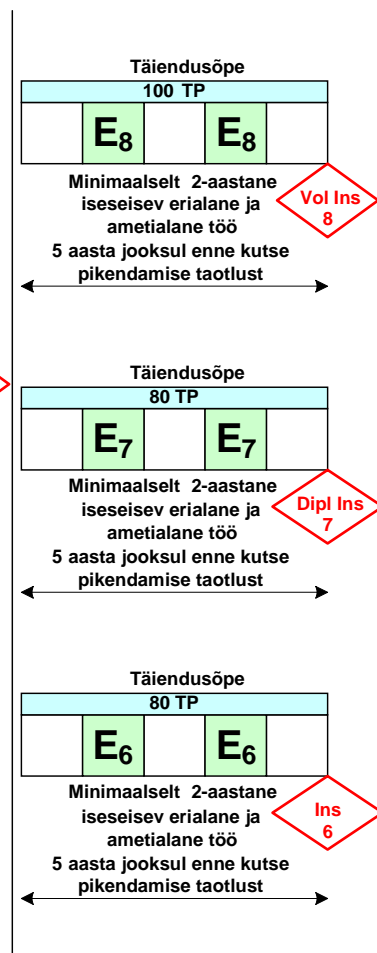 Täiendusõpe
100 TP
E8 E8
Minimaalselt 2-aastane
iseseisev erialane ja
ametialane töö
5 aasta jooksul enne kutse
pikendamise taotlust
Vol Ins
8
Täiendusõpe
80 TP
E7 E7
Minimaalselt 2-aastane
iseseisev erialane ja
ametialane töö
5 aasta jooksul enne kutse
pikendamise taotlust
Dipl Ins
7
Täiendusõpe
80 TP
E6 E6
Minimaalselt 2-aastane
iseseisev erialane ja
ametialane töö
5 aasta jooksul enne kutse
pikendamise taotlust
Ins
6